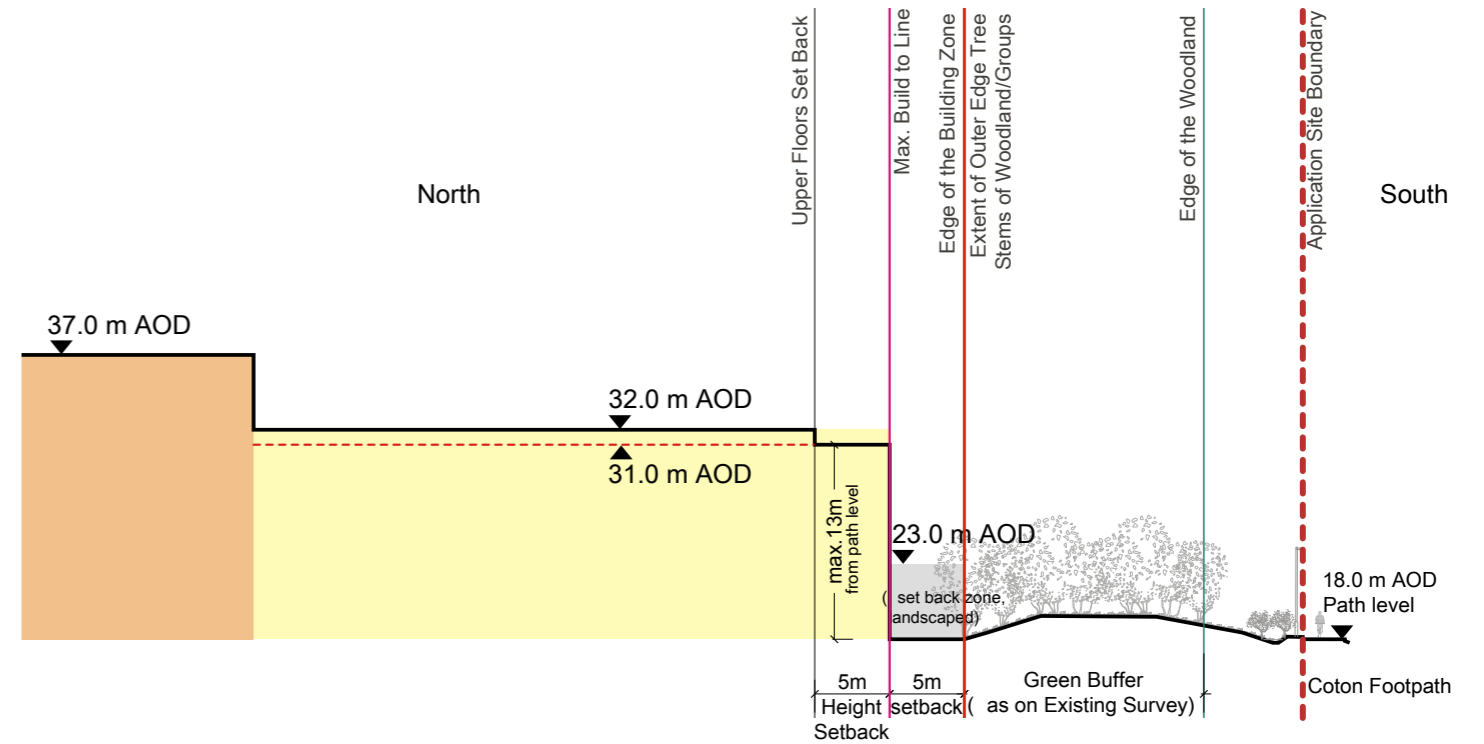 Upper Floors Set Back
Max. Build to Line
Edge of the Building Zone
Extent of Outer Edge Tree
Stems of Woodland/Groups
Edge of the Woodland
Application Site Boundary
North
South
37.0 m AOD
32.0 m AOD
31.0 m AOD
max.13m
from path level
23.0 m AOD
( set back zone,
andscaped)
18.0 m AOD
Path level
5m
Height
Setback
5m
setback
Green Buffer
( as on Existing Survey)
Coton Footpath